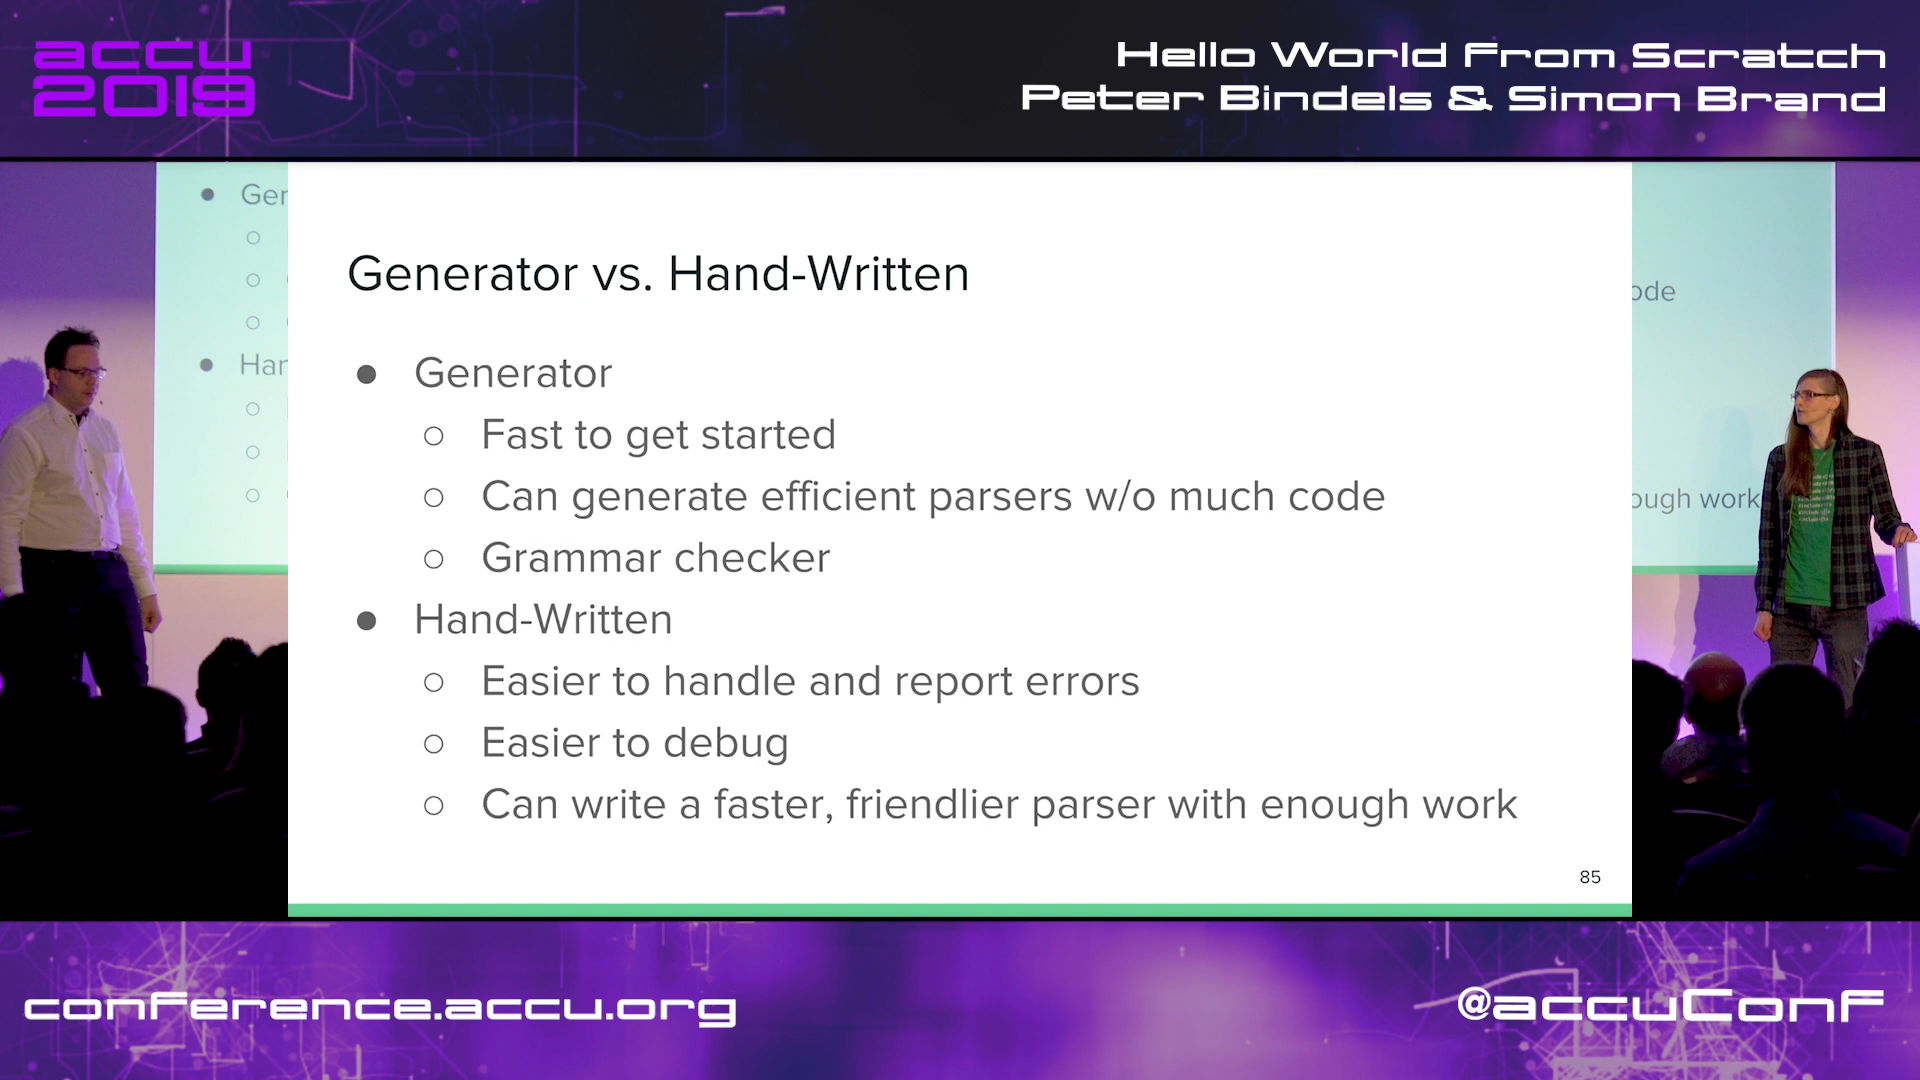 accu
2019
Hello World From Scratch
Peter Bindels & Simon Brand
Generator vs. Hand-Written
● Generator
○ Fast to get started
○ Can generate efficient parsers w/o much code
○ Grammar checker
● Hand-Written
○ Easier to handle and report errors
○ Easier to debug
○ Can write a faster, friendlier parser with enough work
85
Ger
Han
ode
ough work
conference.accu.org
@accuConf